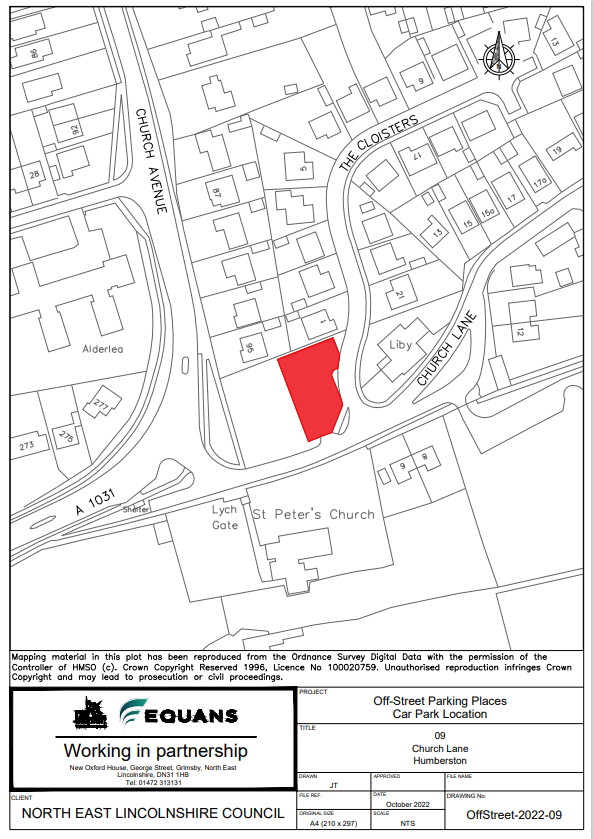 13
98
6
92
CHURCH AVENUE
THE CLOISTERS
17
19
5
28
87
17a
17
15a
15
13
21
1
95
Liby
CHURCH LANE
12
Alderlea
277
275
273
9
8
A 1031
Shelter
Lych
Gate
St Peter's Church
Mapping material in this plot has been reproduced from the Ordnance Survey Digital Data with the permission of the
Controller of HMSO (c). Crown Copyright Reserved 1996, Licence No 100020759. Unauthorised reproduction infringes Crown
Copyright and may lead to prosecution or civil proceedings.
EQUANS
Working in partnership
New Oxford House, George Street, Grimsby, North East
Lincolnshire, DN31 1HB
Tel: 01472 313131
CLIENT
NORTH EAST LINCOLNSHIRE COUNCIL
PROJECT
Off-Street Parking Places
Car Park Location
TITLE
09
Church Lane
Humberston
DRAWN
JT
APPROVED
FILE NAME
FILE REF.
DATE
October 2022
DRAWING No.
OffStreet-2022-09
ORIGINAL SIZE
A4 (210 x 297)
SCALE
NTS